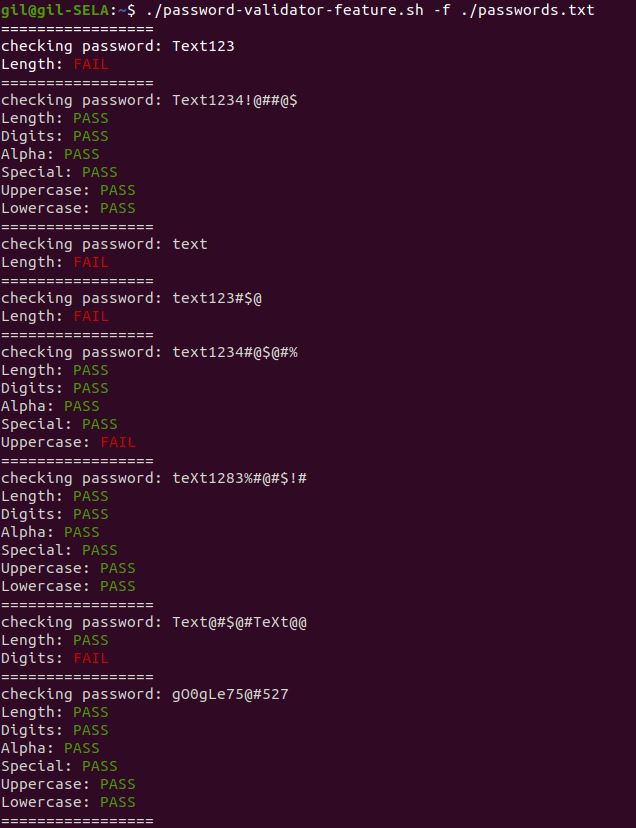 gil@gil-SELA:~$ ./password-validator-feature.sh -f ./passwords.txt
=================
checking password: Text123
Length: FAIL
=================
checking password: Text1234!@##@$
Length: PASS
Digits: PASS
Alpha: PASS
Special: PASS
Uppercase: PASS
Lowercase: PASS
=================
checking password: text
Length: FAIL
=================
checking password: text123#$@
Length: FAIL
=================
checking password: text1234#@$@#%
Length: PASS
Digits: PASS
Alpha: PASS
Special: PASS
Uppercase: FAIL
=================
checking password: teXt1283%#@#$!#
Length: PASS
Digits: PASS
Alpha: PASS
Special: PASS
Uppercase: PASS
Lowercase: PASS
=================
checking password: Text@#$@#TeXt@@
Length: PASS
Digits: FAIL
=================
checking password: gO0gLe75@#527
Length: PASS
Digits: PASS
Alpha: PASS
Special: PASS
Uppercase: PASS
Lowercase: PASS
=================